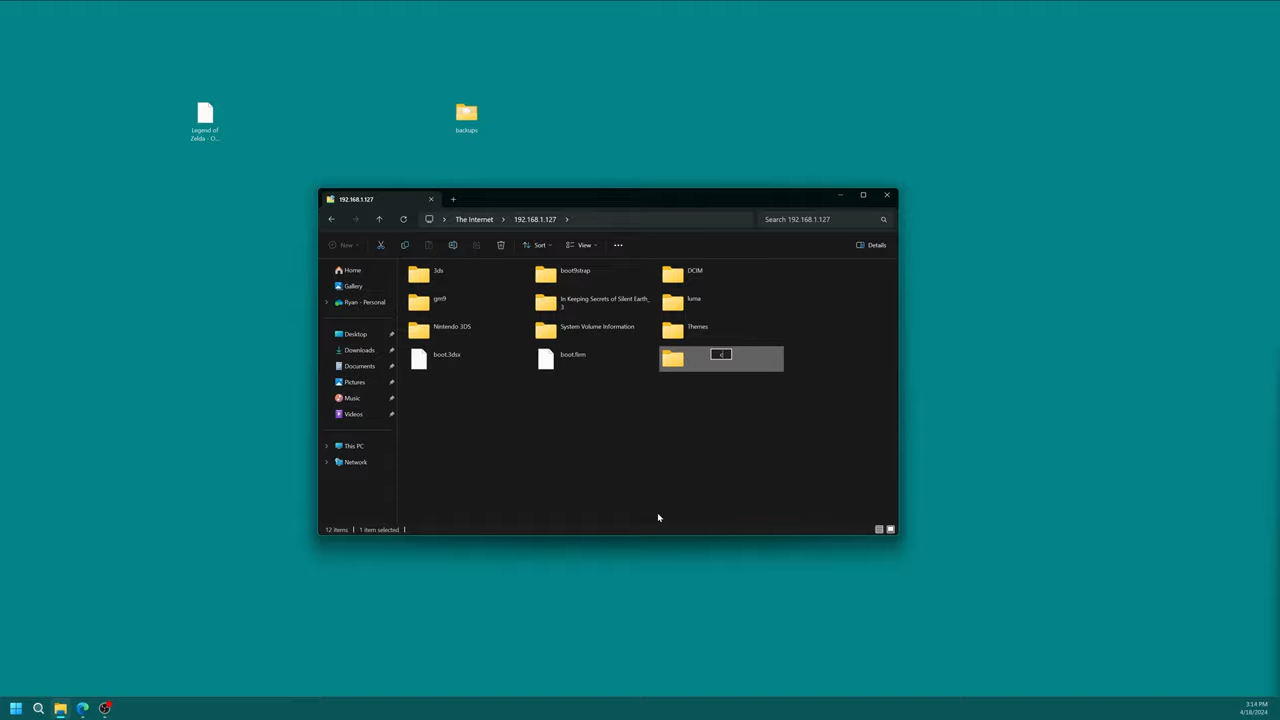 Legend of
Zelda - O...
backups
192.168.1.127
The Internet
192.168.1.127
Search 192.168.1.127
New
Sort
View
Details
Home
Gallery
Ryan - Personal
Desktop
Downloads
Documents
Pictures
Music
Videos
This PC
Network
3ds
boot9strap
DCIM
gm9
In Keeping Secrets of Silent Earth_
3
luma
Nintendo 3DS
System Volume Information
Themes
boot.3dsx
boot.firm
c
12 items
1 item selected
3:14 PM
4/18/2024